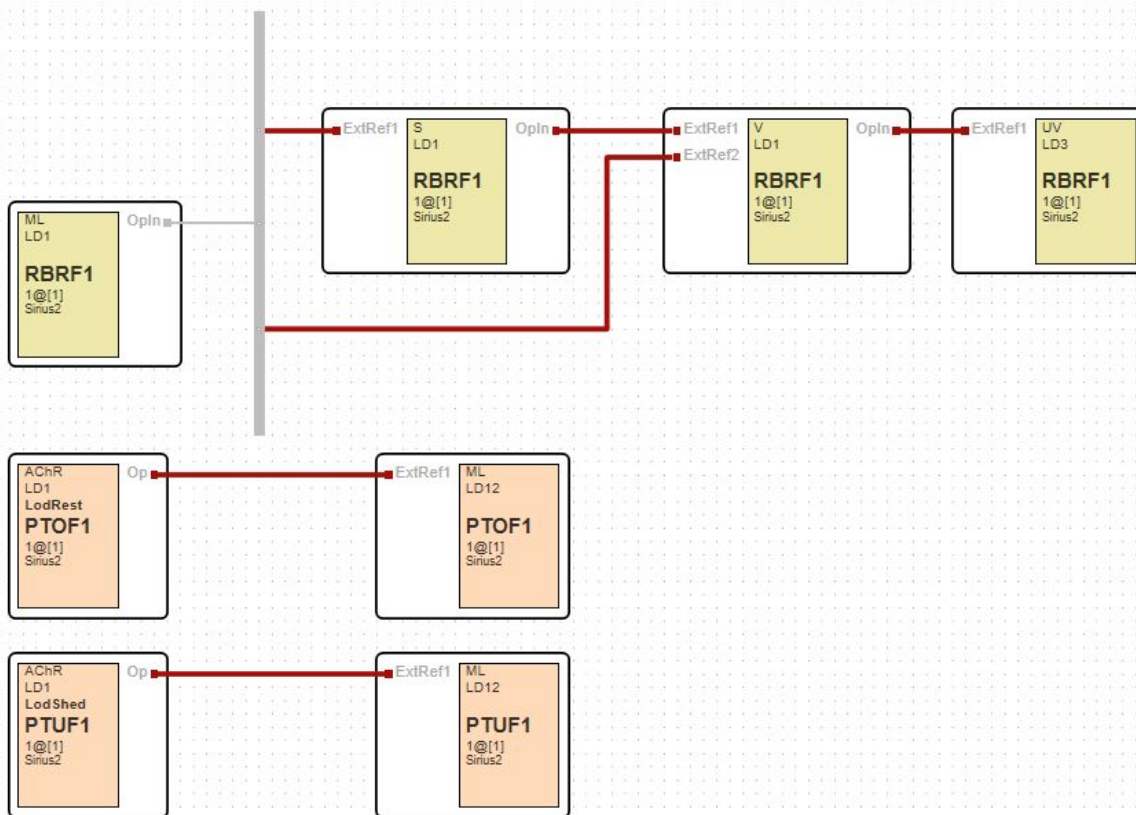 ExtRef1
S
LD1
RBRF1
1@[1]
Sirius2
OpIn
ExtRef1
ExtRef2
V
LD1
RBRF1
1@[1]
Sirius2
OpIn
ExtRef1
UV
LD3
RBRF1
1@[1]
Sirius2
ML
LD1
RBRF1
1@[1]
Sirius2
OpIn
AChR
LD1
LodRest
PTOF1
1@[1]
Sirius2
Op
ExtRef1
ML
LD12
PTOF1
1@[1]
Sirius2
AChR
LD1
LodShed
PTUF1
1@[1]
Sirius2
Op
ExtRef1
ML
LD12
PTUF1
1@[1]
Sirius2